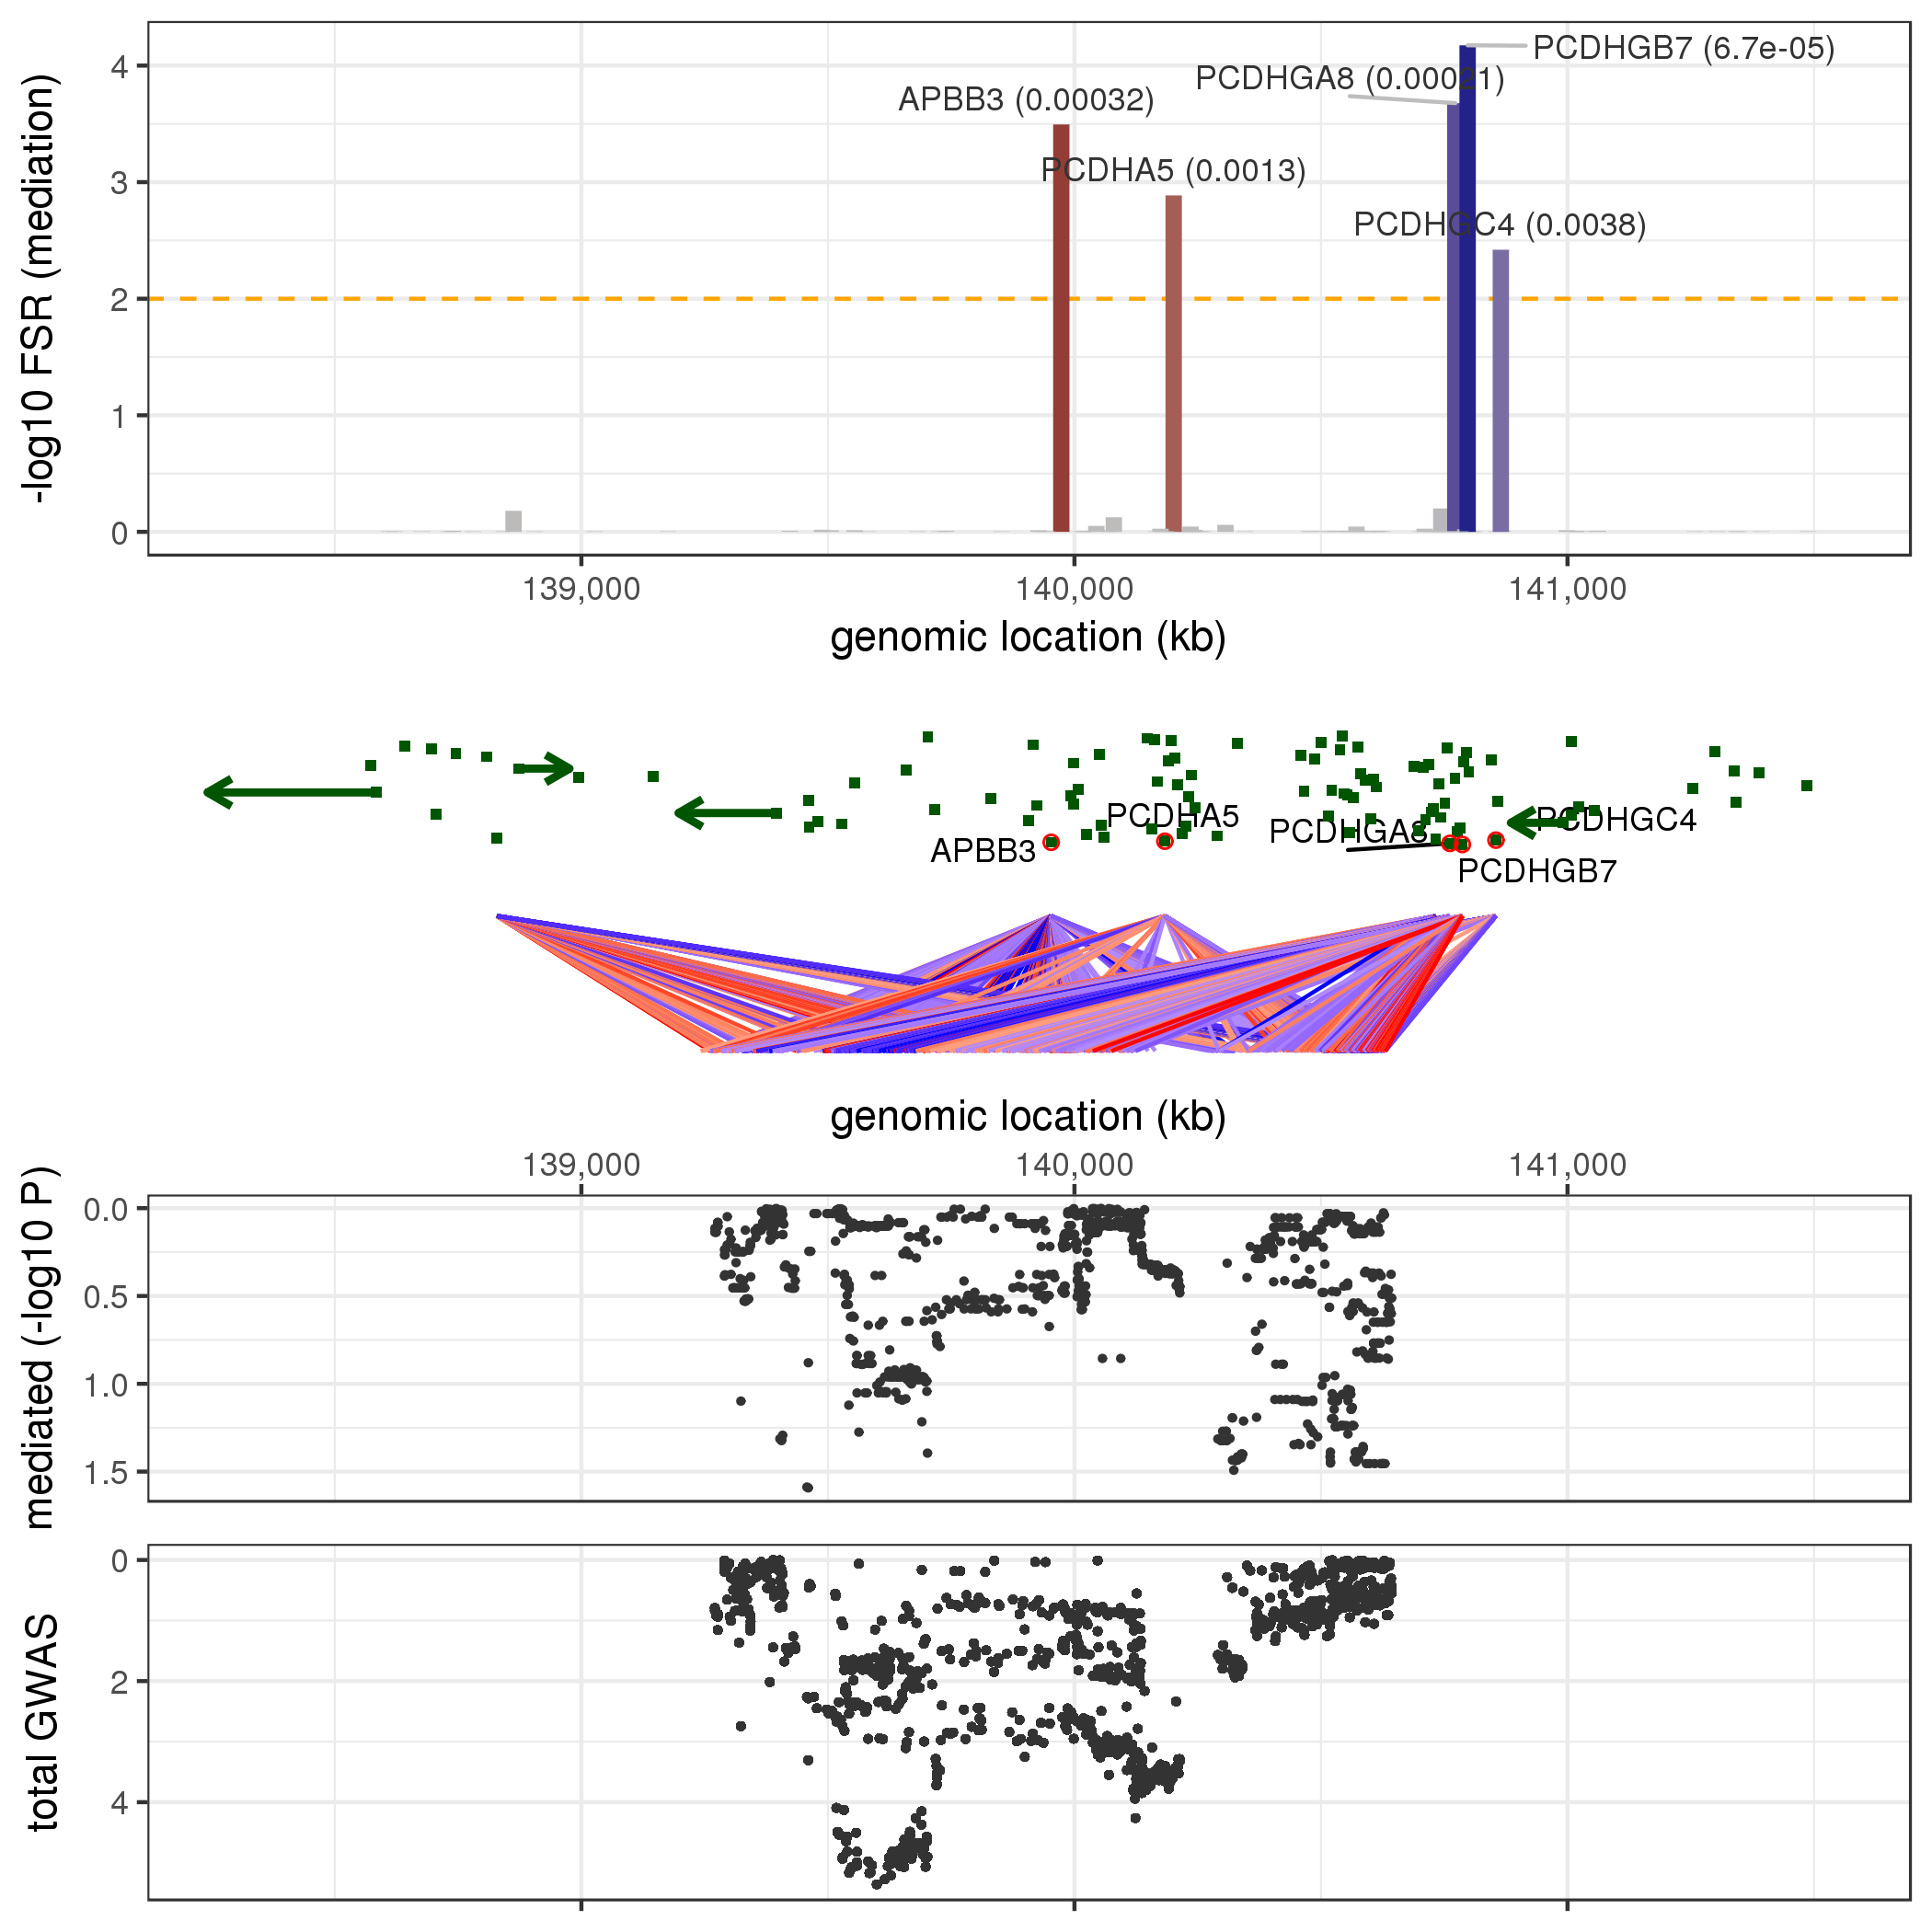 PCDHGB7 (6.7e-05)
PCDHGA8 (0.00021)
APBB3 (0.00032)
PCDHA5 (0.0013)
PCDHGC4 (0.0038)
-log10 FSR (mediation)
4
3
2
1
0
139,000 140,000 141,000
genomic location (kb)
PCDHA5
PCDHGA8
PCDHGC4
APBB3
PCDHGB7
genomic location (kb)
139,000 140,000 141,000
mediated (-log10 P)
0.0
0.5
1.0
1.5
total GWAS
0
2
4